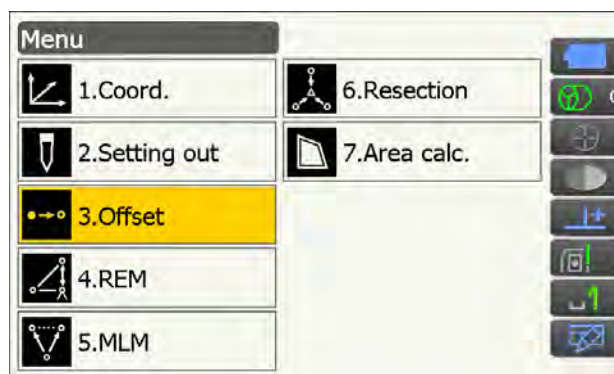 Menu
1.Coord.
2.Setting out
3.Offset
4.REM
5.MLM
6.Resection
7.Area calc.